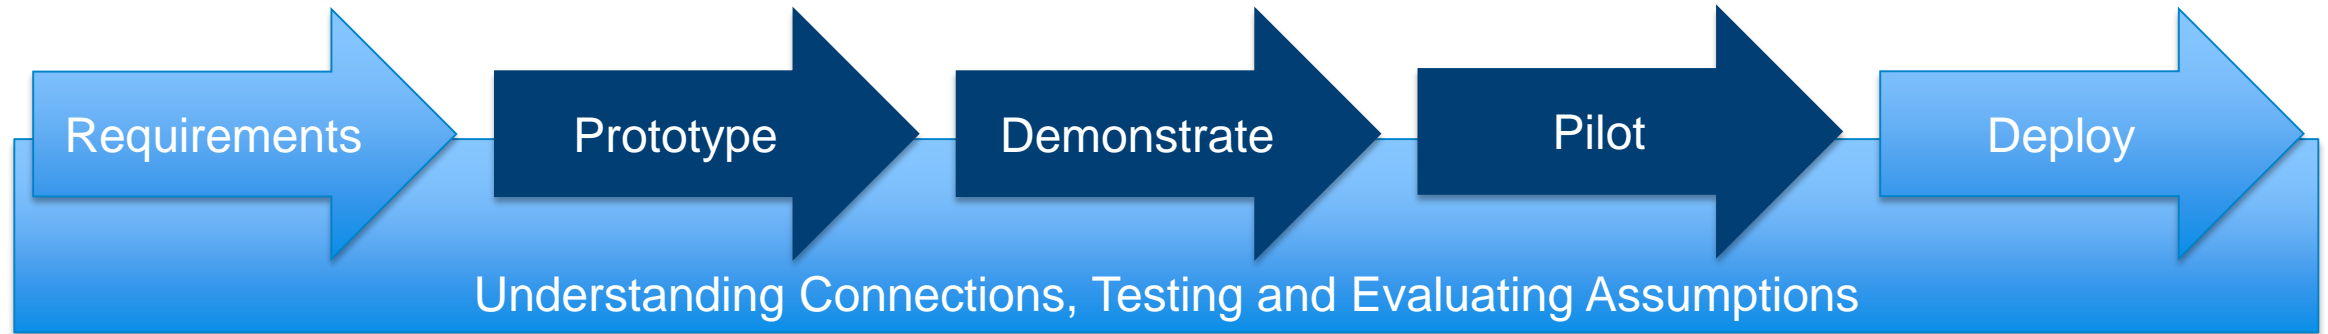 Requirements
Prototype
Demonstrate
Pilot
Deploy
Understanding Connections, Testing and Evaluating Assumptions